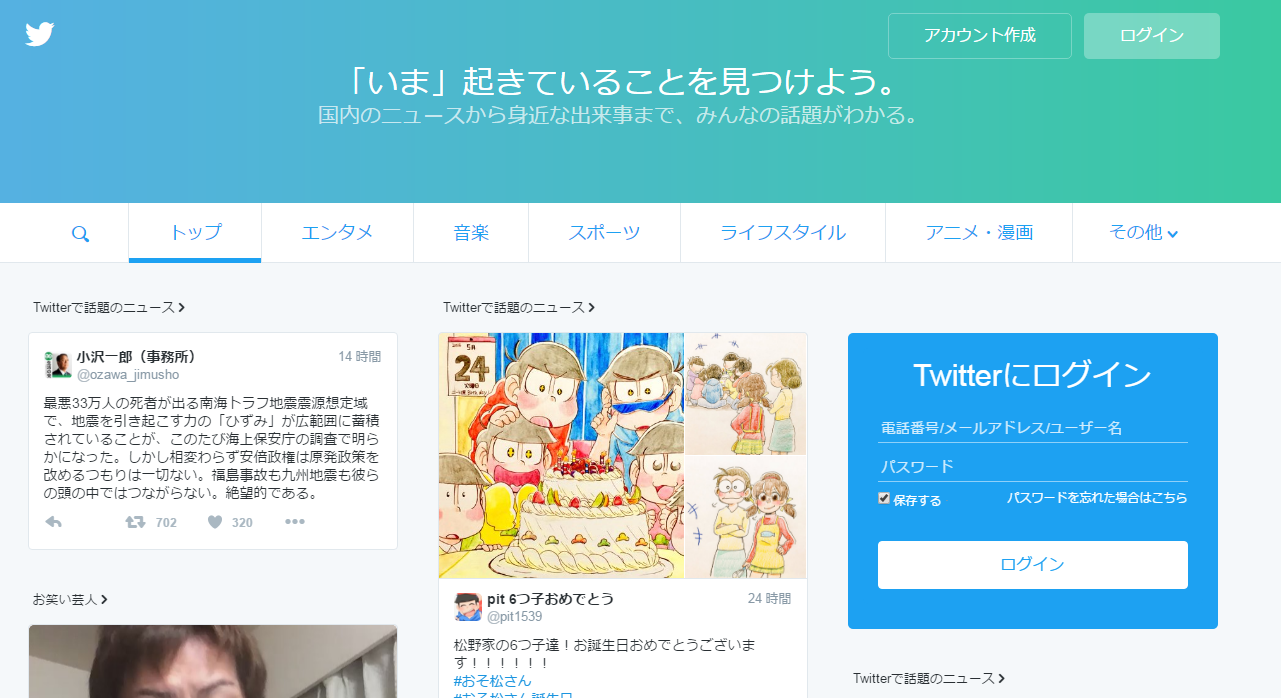 アカウント作成
ログイン
「いま」起きていることを見つけよう。
国内のニュースから身近な出来事まで、みんなの話題がわかる。
トップ
エンタメ
音楽
スポーツ
ライフスタイル
アニメ・漫画
その他
Twitterで話題のニュース
小沢一郎（事務所）
14 時間
@ozawa_jimusho
最悪33万人の死者が出る南海トラフ地震震源想定域
で、地震を引き起こす力の「ひずみ」が広範囲に蓄積
されていることが、このたび海上保安庁の調査で明ら
かになった。しかし相変わらず安倍政権は原発政策を
改めるつもりは一切ない。福島事故も九州地震も彼ら
の頭の中ではつながらない。絶望的である。
702
320
お笑い芸人
Twitterで話題のニュース
5月
24
pit 6つ子おめでとう
24 時間
@pit1539
松野家の6つ子達！お誕生日おめでとうございま
す！！！！！！
#おそ松さん
#おそ松さん誕生日
Twitterにログイン
電話番号/メールアドレス/ユーザー名
パスワード
保存する
パスワードを忘れた場合はこちら
ログイン
Twitterで話題のニュース